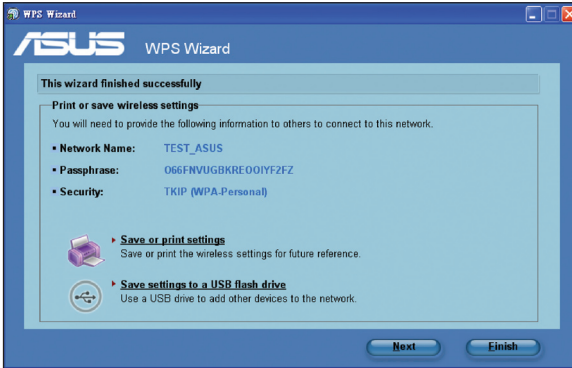 WPS Wizard
ASUS WPS Wizard
This wizard finished successfully
Print or save wireless settings
You will need to provide the following information to others to connect to this network.
Network Name: TEST_ASUS
Passphrase: O66FNVUGBKREOOIYF2FZ
Security: TKIP (WPA-Personal)
Save or print settings
Save or print the wireless settings for future reference.
Save settings to a USB flash drive
Use a USB drive to add other devices to the network.
Next Finish